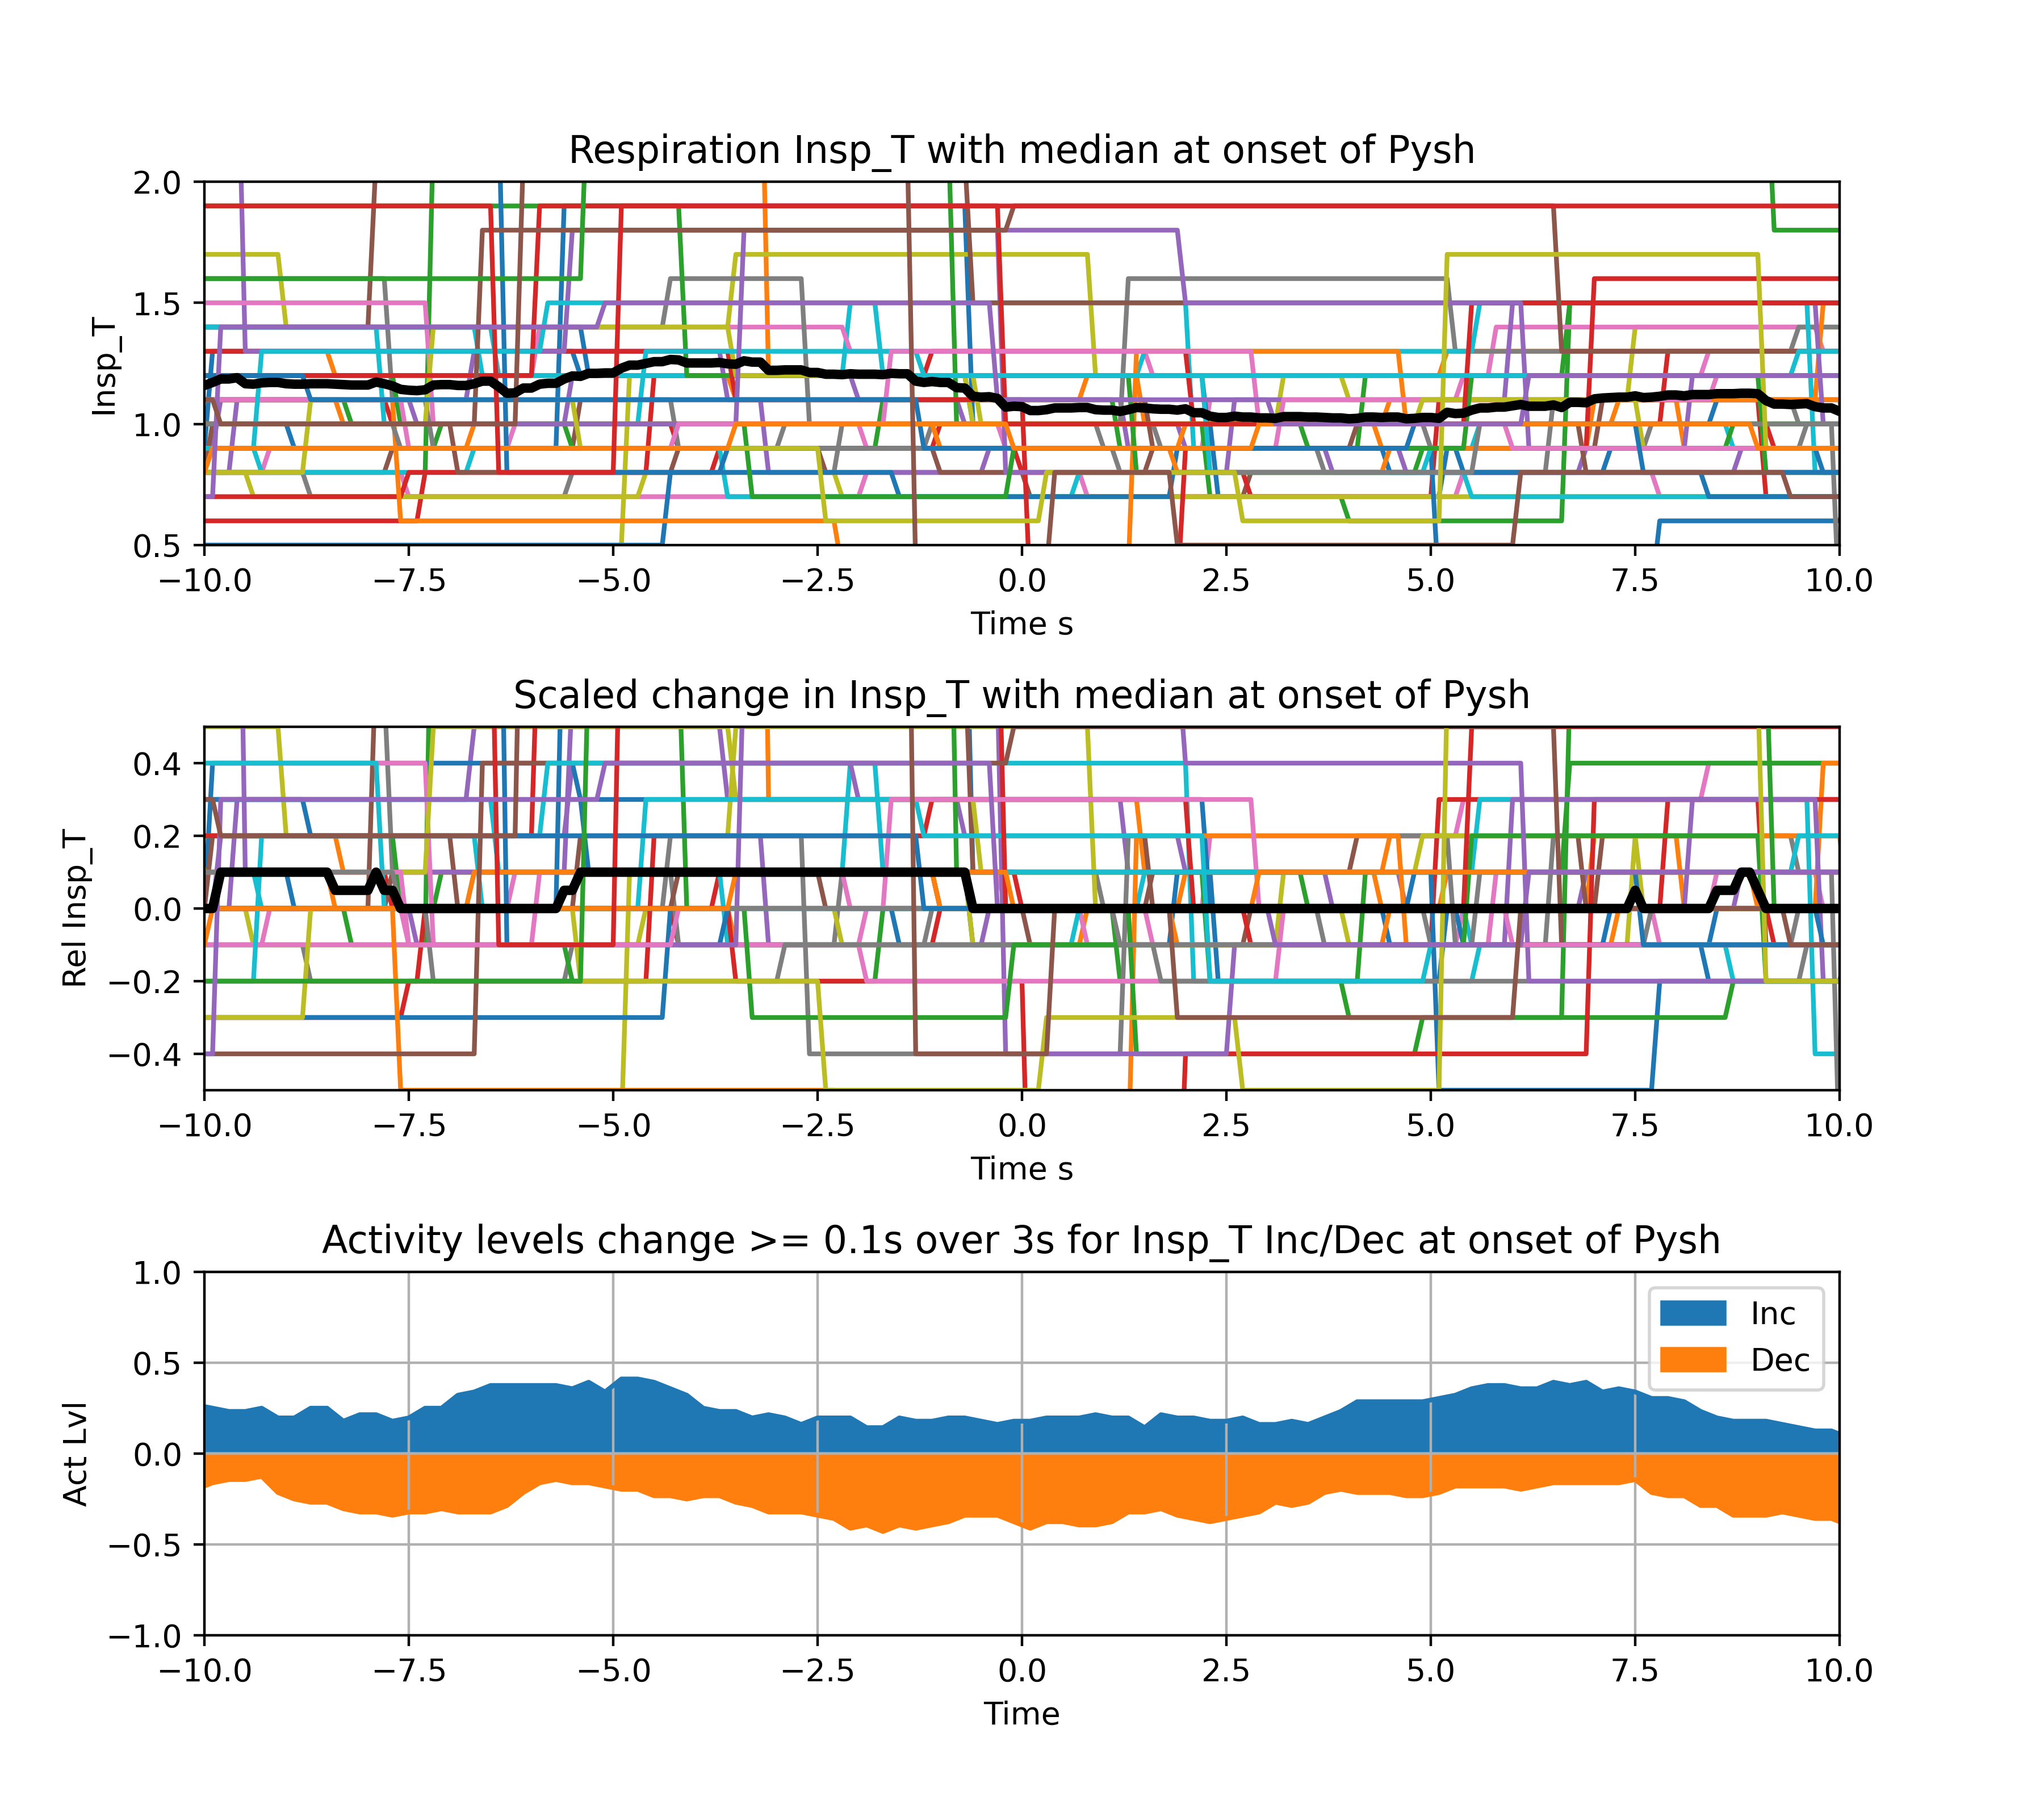 Respiration Insp_T with median at onset of Pysh
2.0
1.5
1.0
0.5
Insp_T
−10.0 −7.5 −5.0 −2.5 0.0 2.5 5.0 7.5 10.0
Time s
Scaled change in Insp_T with median at onset of Pysh
0.4
0.2
0.0
−0.2
−0.4
Rel Insp_T
−10.0 −7.5 −5.0 −2.5 0.0 2.5 5.0 7.5 10.0
Time s
Activity levels change >= 0.1s over 3s for Insp_T Inc/Dec at onset of Pysh
1.0
0.5
0.0
−0.5
−1.0
Act Lvl
Inc
Dec
−10.0 −7.5 −5.0 −2.5 0.0 2.5 5.0 7.5 10.0
Time